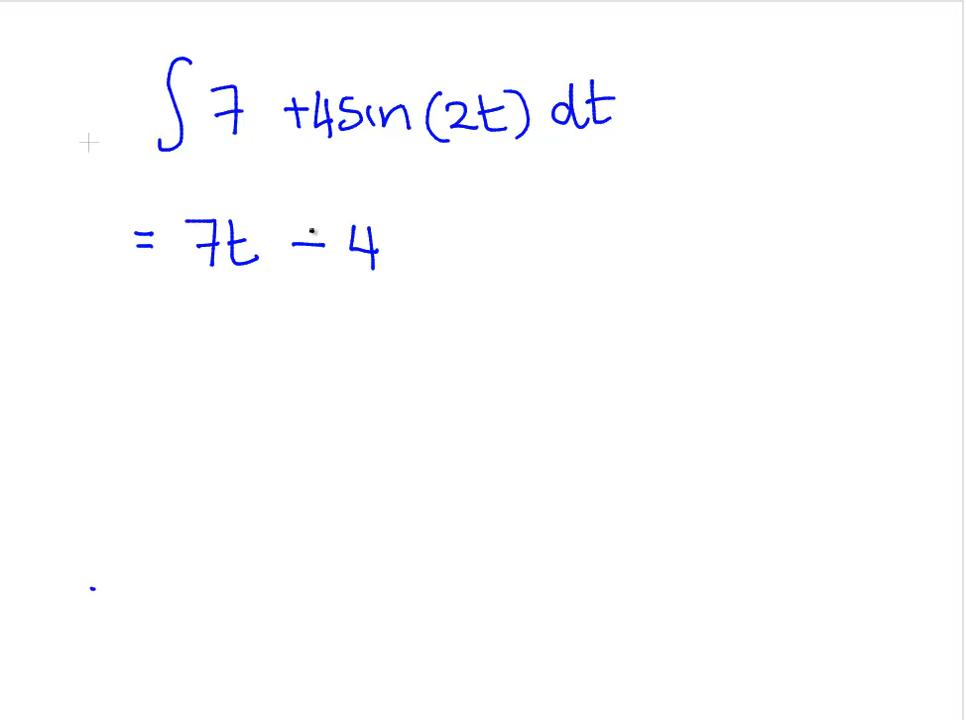 ∫ 7 +4sin(2t) dt
= 7t − 4